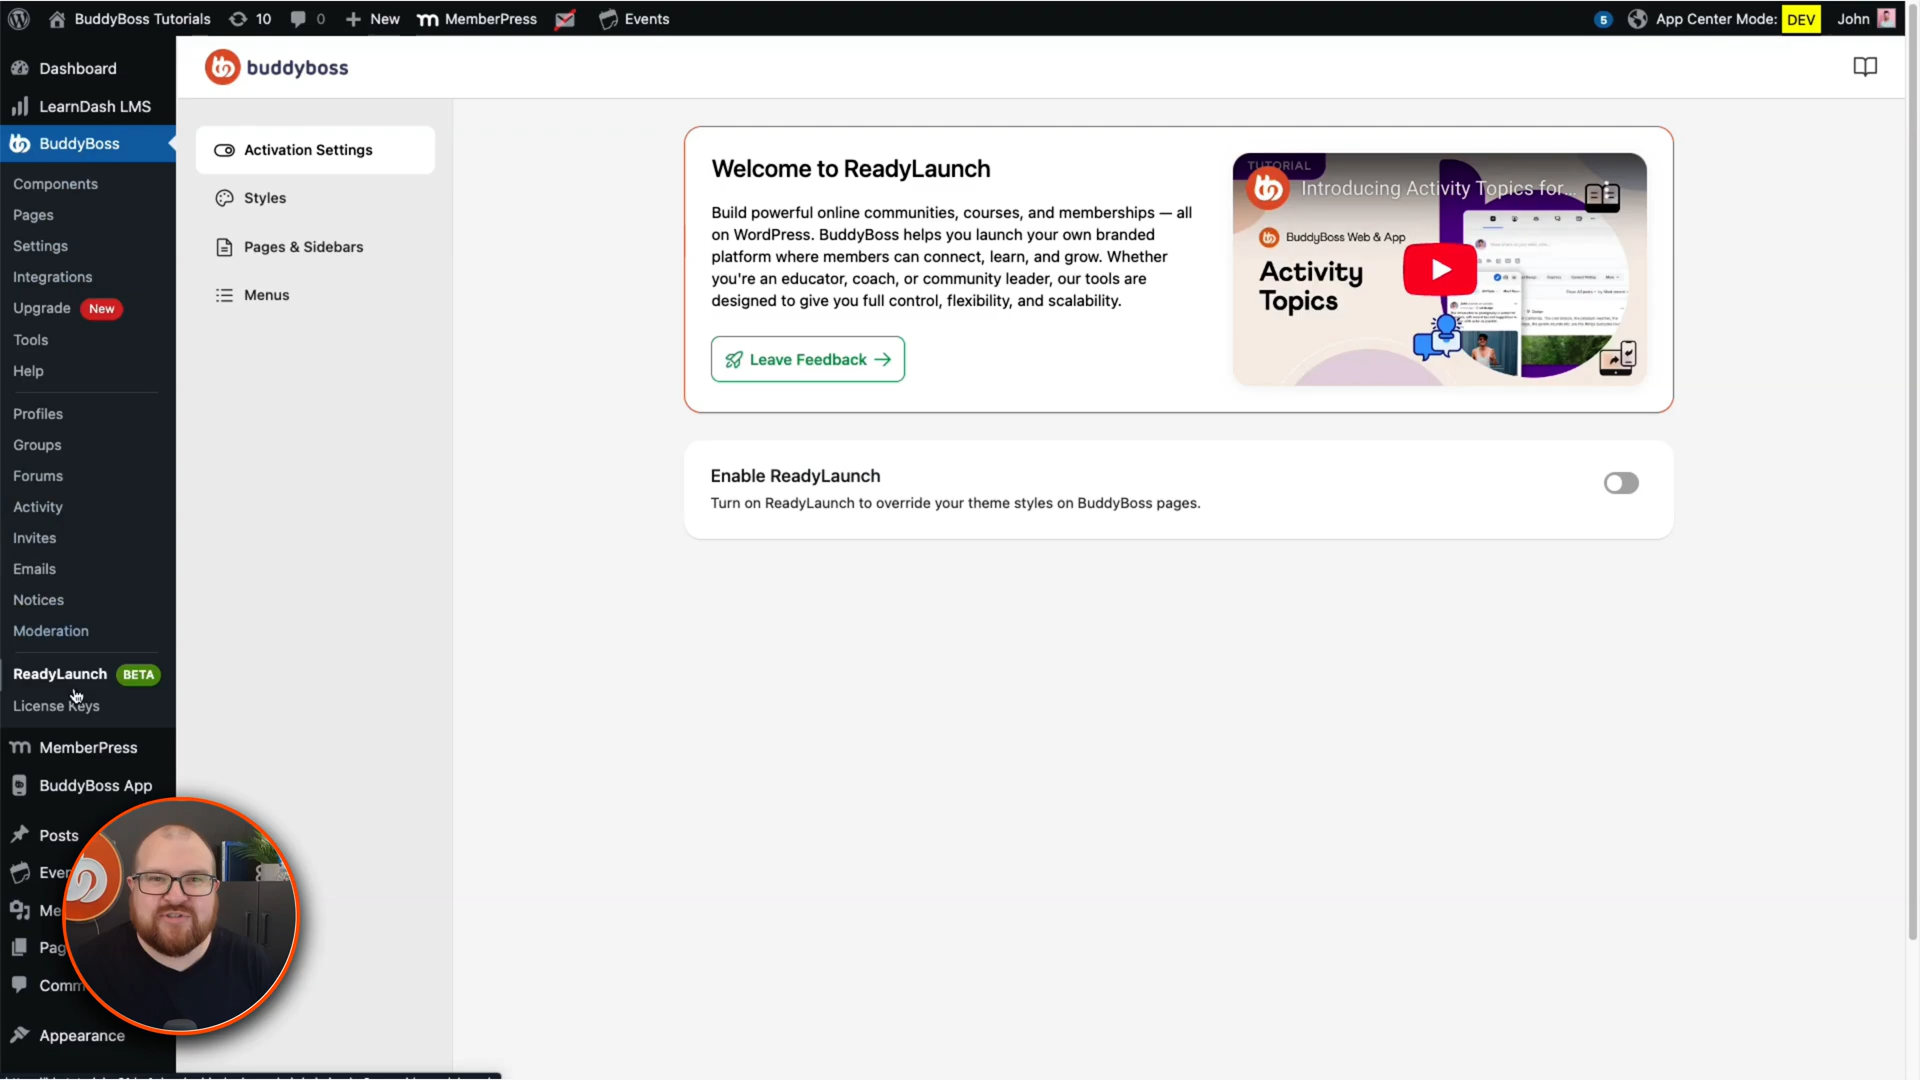 BuddyBoss Tutorials 10 0 New MemberPress Events 5 App Center Mode: DEV John
Dashboard
LearnDash LMS
BuddyBoss
Components
Pages
Settings
Integrations
Upgrade New
Tools
Help
Profiles
Groups
Forums
Activity
Invites
Emails
Notices
Moderation
ReadyLaunch BETA
License Keys
MemberPress
BuddyBoss App
Posts
Appearance
buddyboss
Activation Settings
Styles
Pages & Sidebars
Menus
Welcome to ReadyLaunch
Build powerful online communities, courses, and memberships — all
on WordPress. BuddyBoss helps you launch your own branded
platform where members can connect, learn, and grow. Whether
you're an educator, coach, or community leader, our tools are
designed to give you full control, flexibility, and scalability.
Leave Feedback →
TUTORIAL
Introducing Activity Topics for...
BuddyBoss Web & App
Activity
Topics
Enable ReadyLaunch
Turn on ReadyLaunch to override your theme styles on BuddyBoss pages.